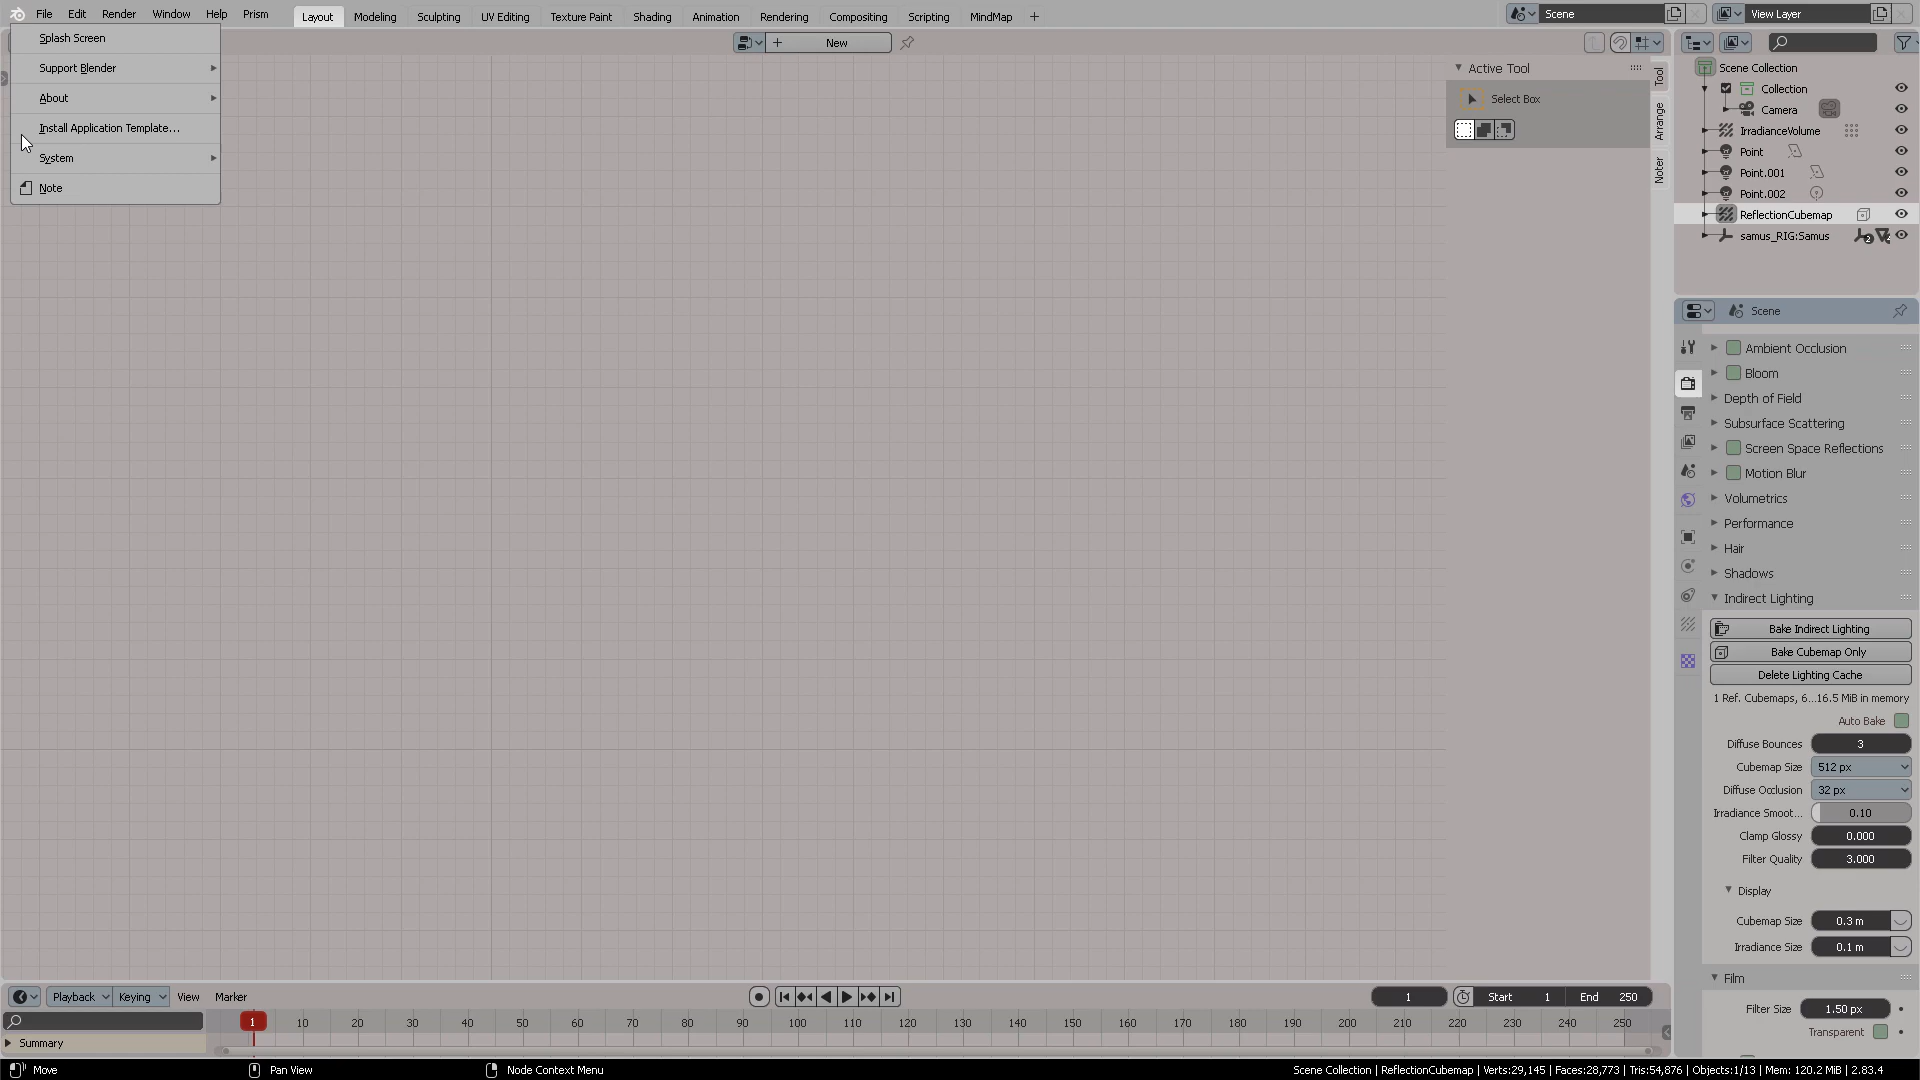 File Edit Render Window Help Prism Layout Modeling Sculpting UV Editing Texture Paint Shading Animation Rendering Compositing Scripting MindMap + Scene View Layer
Splash Screen
Support Blender
About
Install Application Template...
System
Note
+ New
Active Tool
Select Box
Tool
Arrange
Noter
Scene Collection
Collection
Camera
IrradianceVolume
Point
Point.001
Point.002
ReflectionCubemap
samus_RIG:Samus 2
Scene
Ambient Occlusion
Bloom
Depth of Field
Subsurface Scattering
Screen Space Reflections
Motion Blur
Volumetrics
Performance
Hair
Shadows
Indirect Lighting
Bake Indirect Lighting
Bake Cubemap Only
Delete Lighting Cache
1 Ref. Cubemaps, 6...16.5 MiB in memory
Auto Bake
Diffuse Bounces 3
Cubemap Size 512 px
Diffuse Occlusion 32 px
Irradiance Smoot... 0.10
Clamp Glossy 0.000
Filter Quality 3.000
Display
Cubemap Size 0.3 m
Irradiance Size 0.1 m
Film
Filter Size 1.50 px
Transparent
Playback Keying View Marker 1 Start 1 End 250
1 10 20 30 40 50 60 70 80 90 100 110 120 130 140 150 160 170 180 190 200 210 220 230 240 250
Summary
Move Pan View Node Context Menu Scene Collection | ReflectionCubemap | Verts:29,145 | Faces:28,773 | Tris:54,876 | Objects:1/13 | Mem: 120.2 MiB | 2.83.4